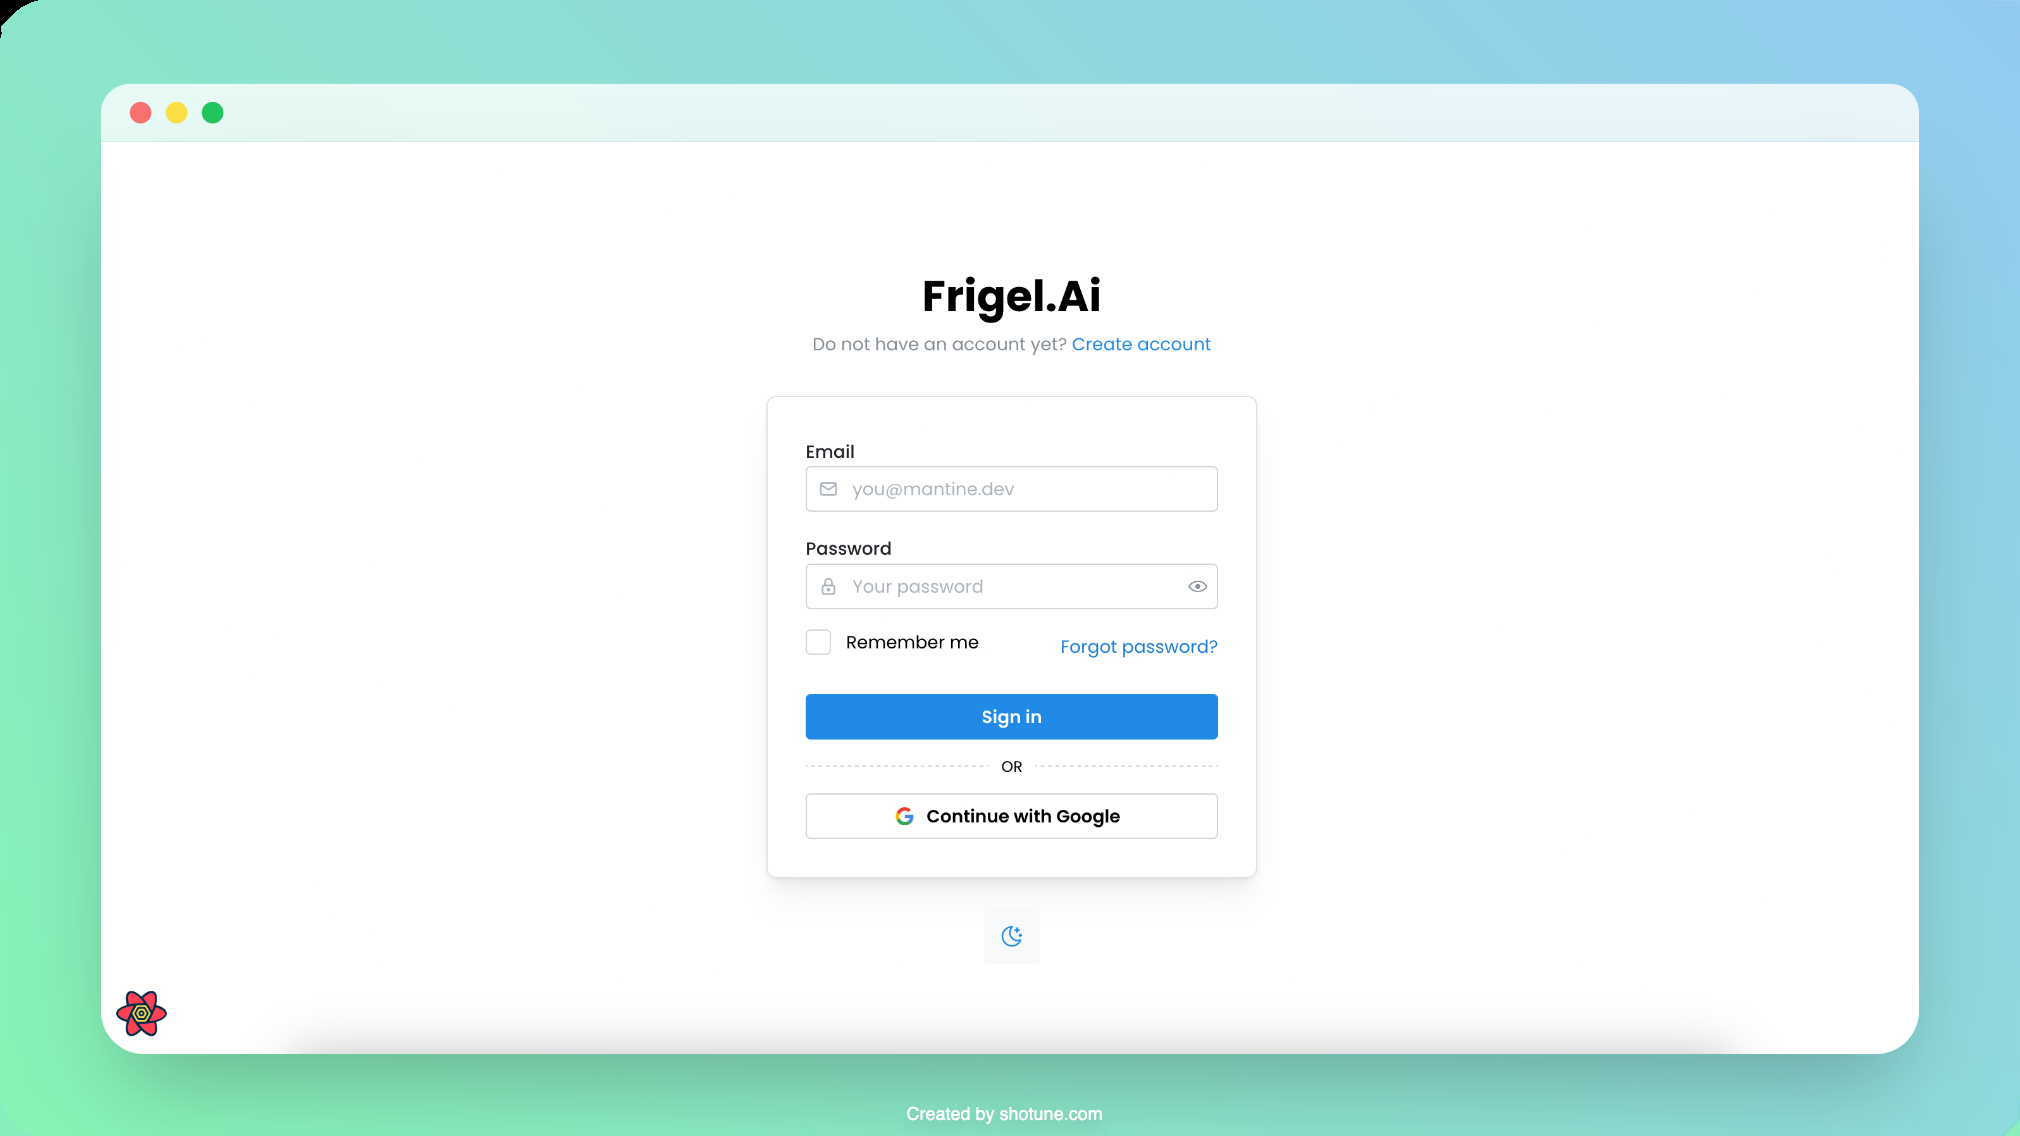 Frigel.Ai
Do not have an account yet? Create account
Email
you@mantine.dev
Password
Your password
Remember me
Forgot password?
Sign in
OR
Continue with Google
Created by shotune.com